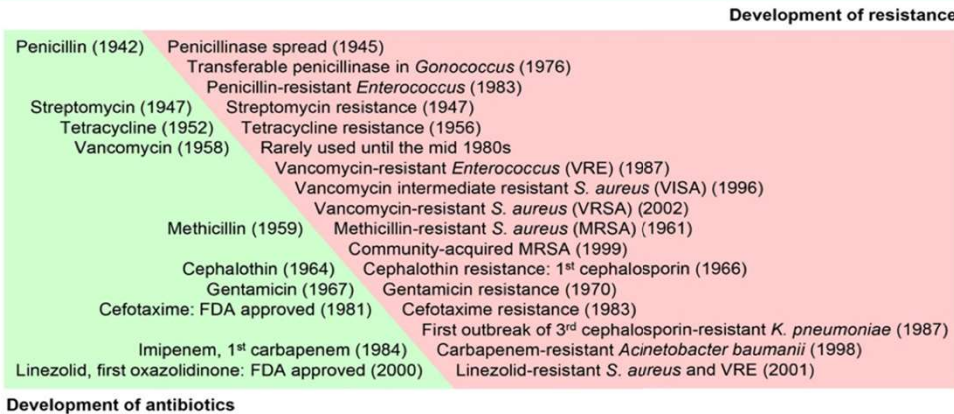 Development of resistance
Penicillin (1942) Penicillinase spread (1945)
Transferable penicillinase in Gonococcus (1976)
Penicillin-resistant Enterococcus (1983)
Streptomycin (1947) Streptomycin resistance (1947)
Tetracycline (1952) Tetracycline resistance (1956)
Vancomycin (1958) Rarely used until the mid 1980s
Vancomycin-resistant Enterococcus (VRE) (1987)
Vancomycin intermediate resistant S. aureus (VISA) (1996)
Vancomycin-resistant S. aureus (VRSA) (2002)
Methicillin (1959) Methicillin-resistant S. aureus (MRSA) (1961)
Community-acquired MRSA (1999)
Cephalothin (1964) Cephalothin resistance: 1st cephalosporin (1966)
Gentamicin (1967) Gentamicin resistance (1970)
Cefotaxime: FDA approved (1981) Cefotaxime resistance (1983)
First outbreak of 3rd cephalosporin-resistant K. pneumoniae (1987)
Imipenem, 1st carbapenem (1984) Carbapenem-resistant Acinetobacter baumanii (1998)
Linezolid, first oxazolidinone: FDA approved (2000) Linezolid-resistant S. aureus and VRE (2001)
Development of antibiotics